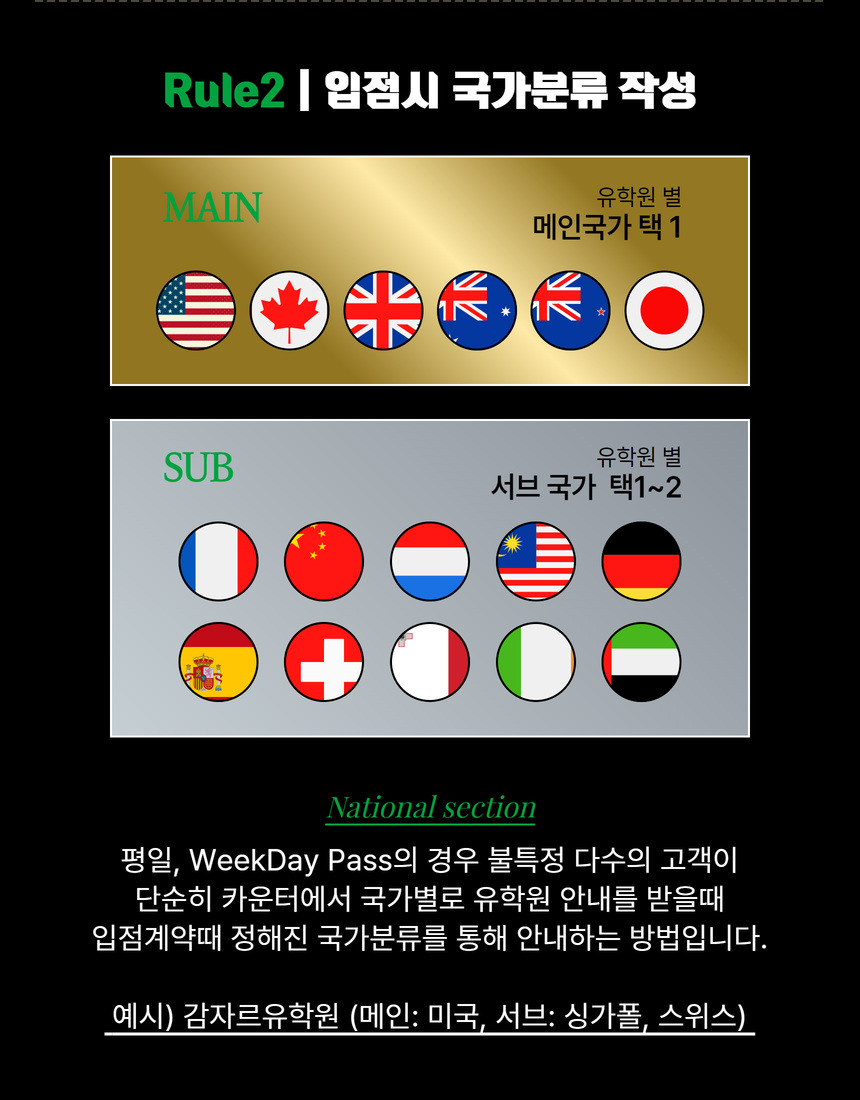 Rule2 | 입점시 국가분류 작성
MAIN
유학원 별
메인국가 택 1
SUB
유학원 별
서브 국가 택1~2
National section
평일, WeekDay Pass의 경우 불특정 다수의 고객이
단순히 카운터에서 국가별로 유학원 안내를 받을때
입점계약때 정해진 국가분류를 통해 안내하는 방법입니다.
예시) 감자르유학원 (메인: 미국, 서브: 싱가폴, 스위스)